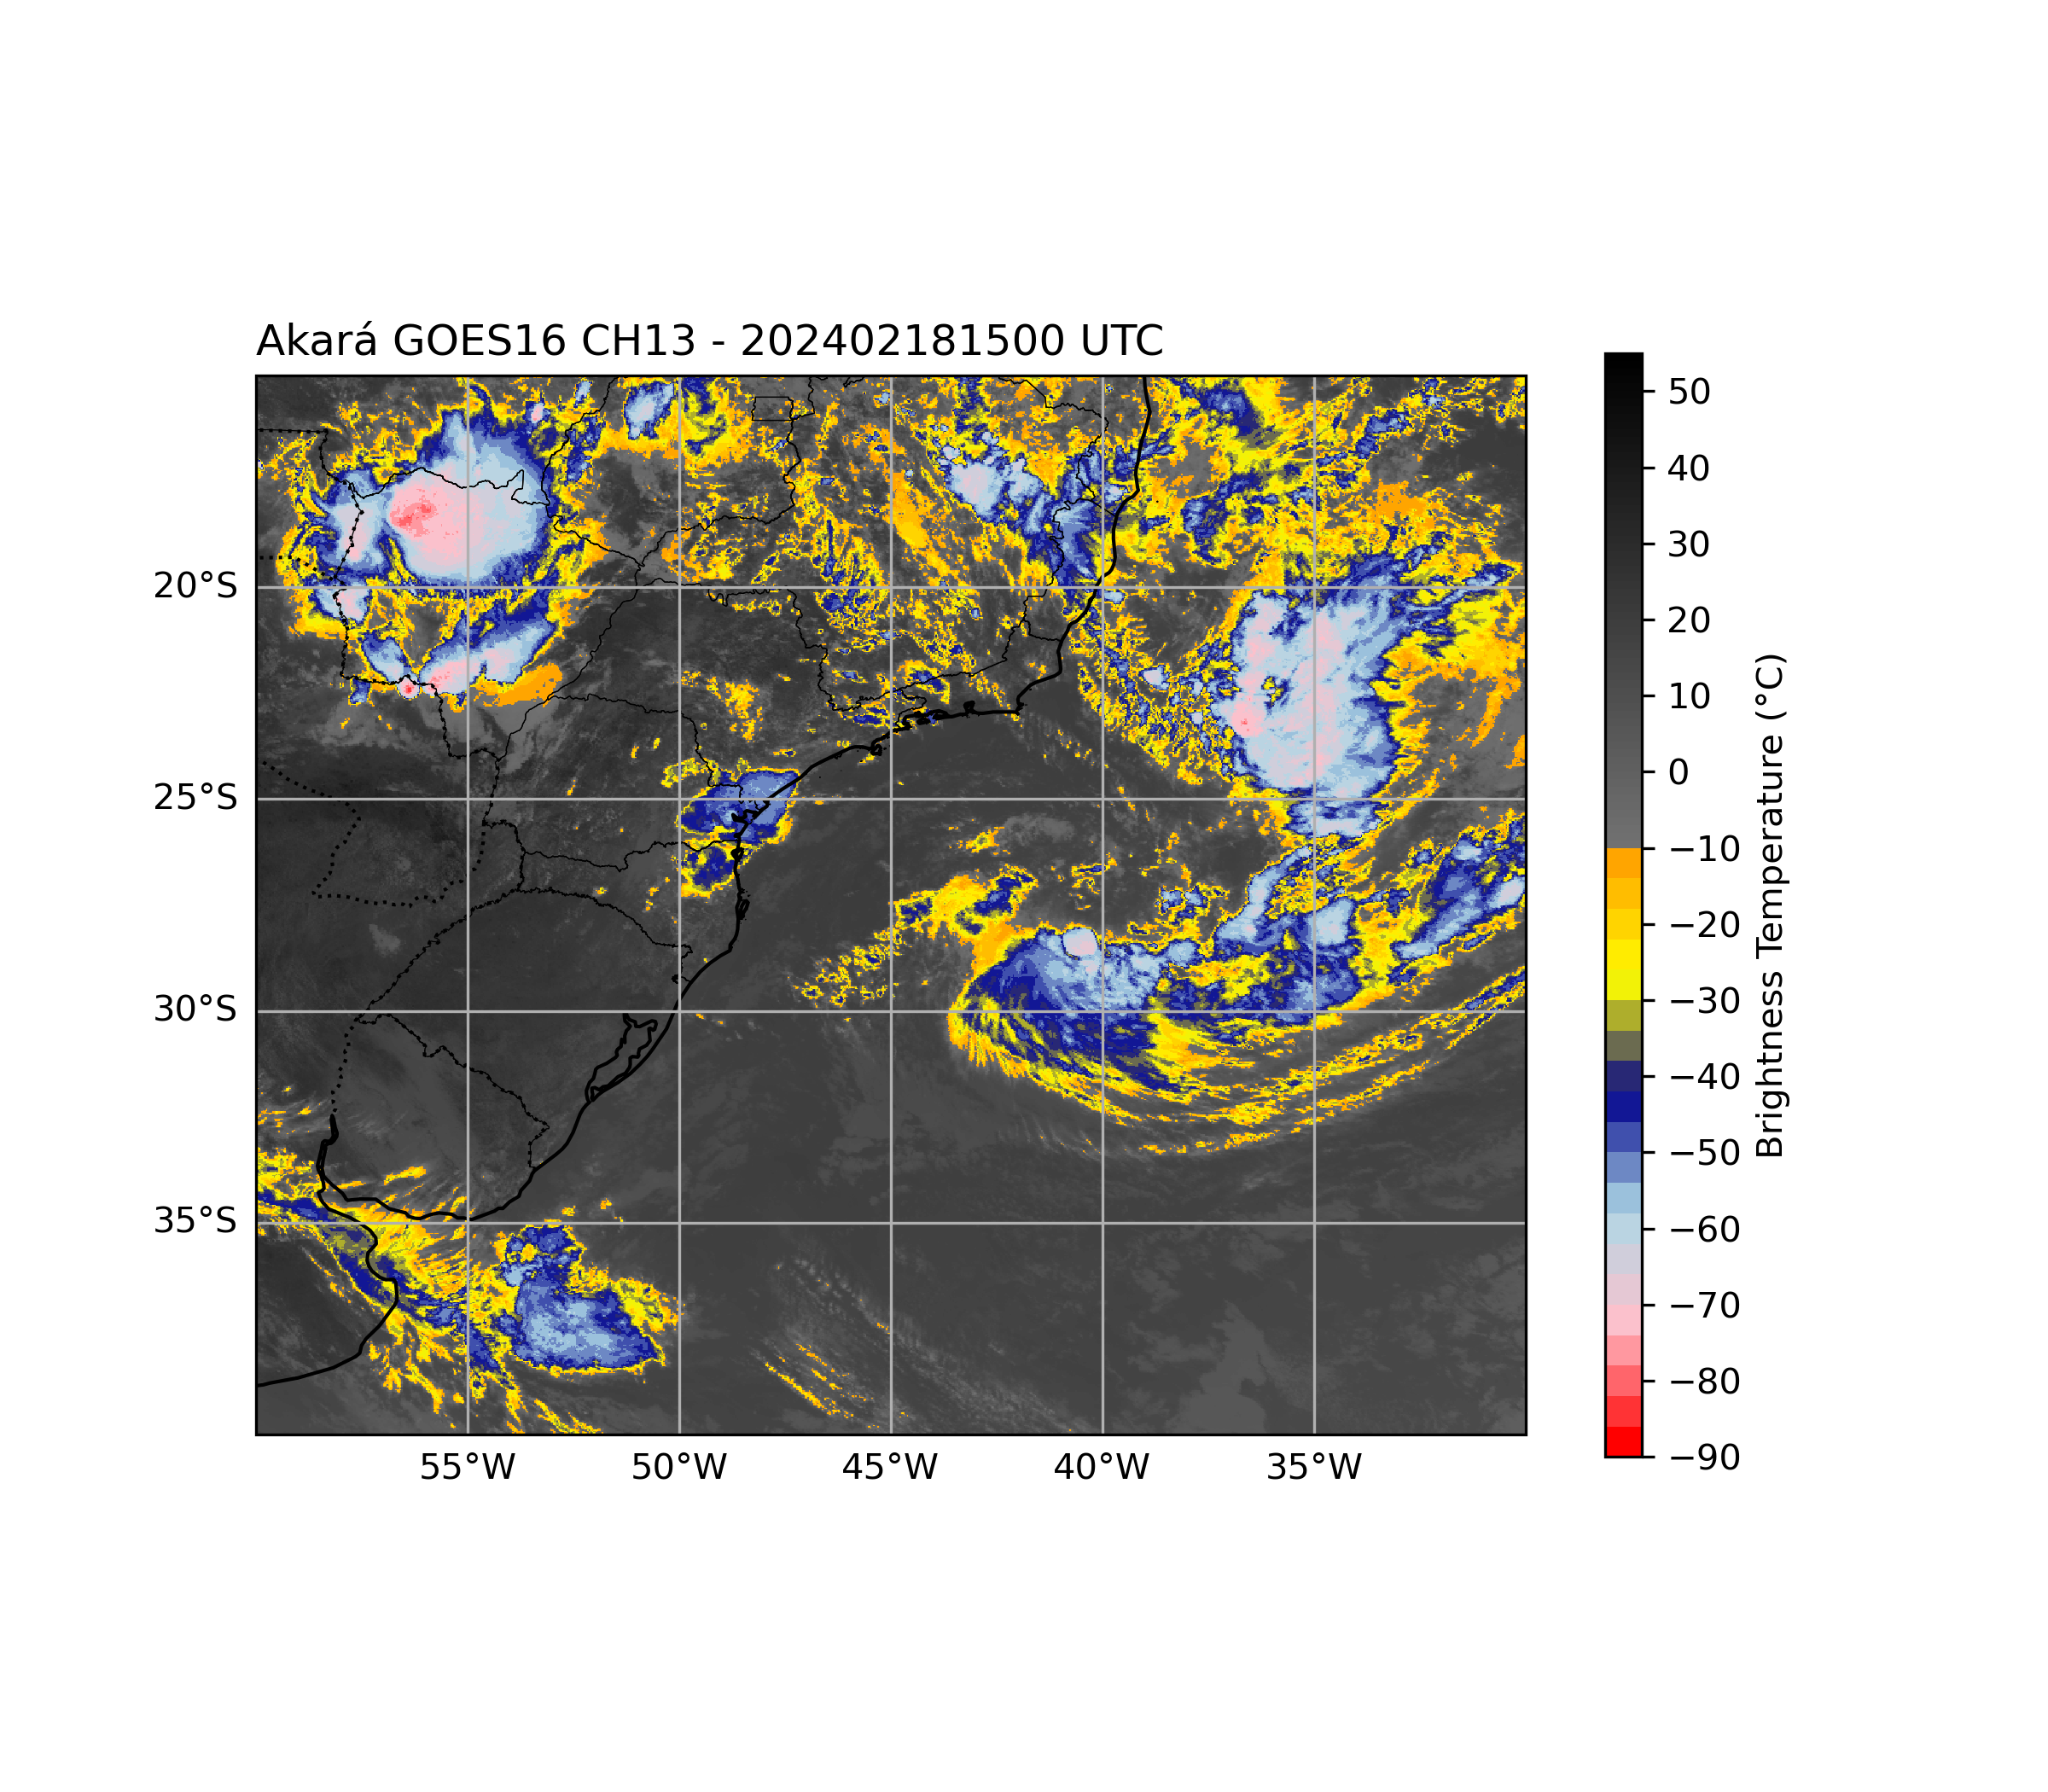 Akará GOES16 CH13 - 202402181500 UTC
20°S
25°S
30°S
35°S
55°W 50°W 45°W 40°W 35°W
50
40
30
20
10
0
−10
−20
−30
−40
−50
−60
−70
−80
−90
Brightness Temperature (°C)